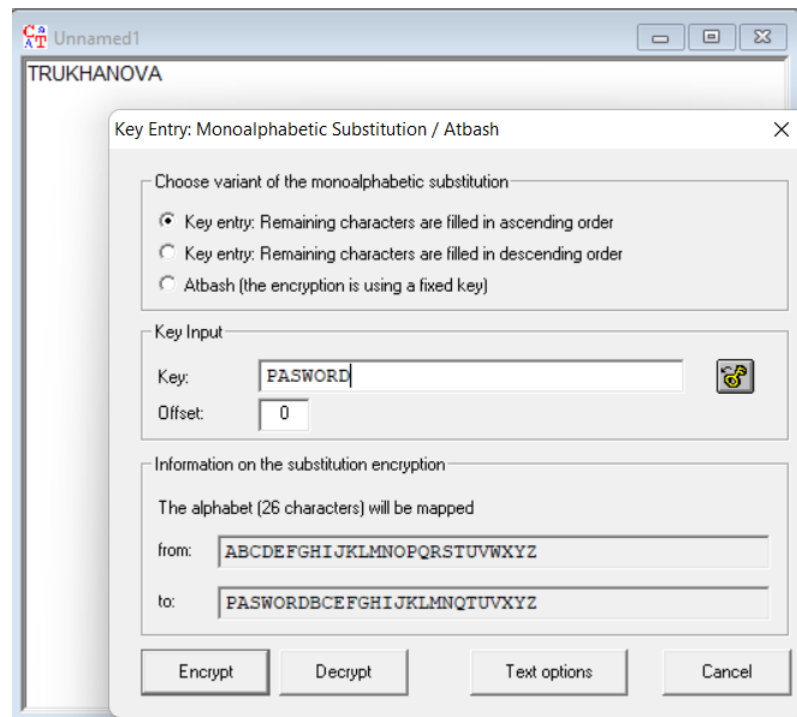 Unnamed1
TRUKHANOVA
Key Entry: Monoalphabetic Substitution / Atbash
Choose variant of the monoalphabetic substitution
Key entry: Remaining characters are filled in ascending order
Key entry: Remaining characters are filled in descending order
Atbash (the encryption is using a fixed key)
Key Input
Key: PASWORD
Offset: 0
Information on the substitution encryption
The alphabet (26 characters) will be mapped
from: ABCDEFGHIJKLMNOPQRSTUVWXYZ
to: PASWORDBCEFGHIJKLMNQTUVXYZ
Encrypt Decrypt Text options Cancel